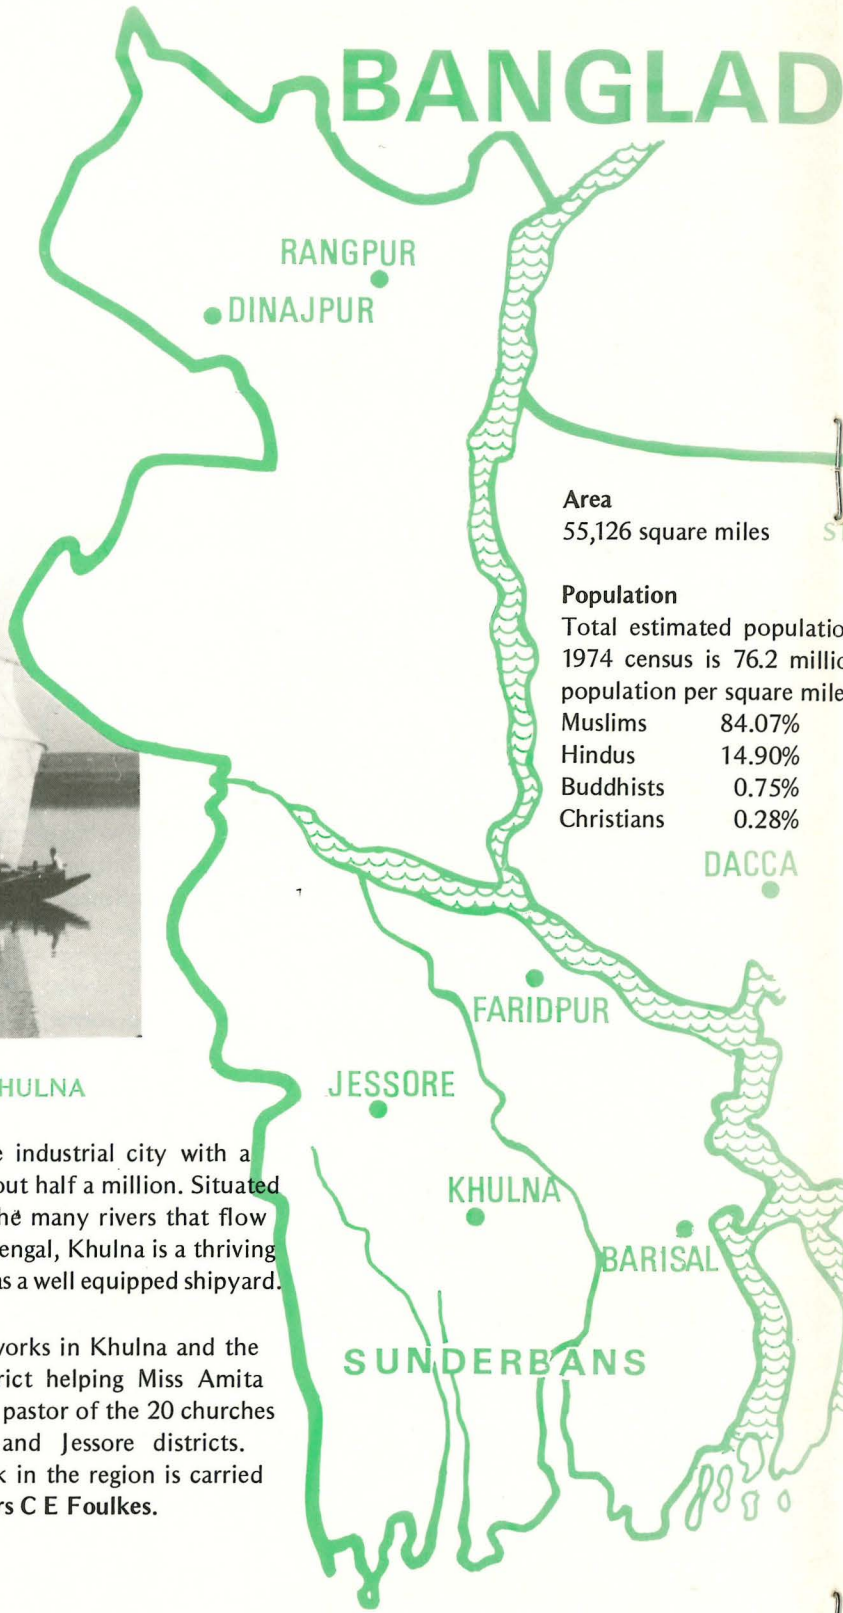 BANGLAD
RANGPUR
DINAJPUR
Area
55,126 square miles
Population
Total estimated populatio
1974 census is 76.2 millio
population per square mile
Muslims 84.07%
Hindus 14.90%
Buddhists 0.75%
Christians 0.28%
DACCA
FARIDPUR
JESSORE
KHULNA
BARISAL
SUNDERBANS
HULNA
e industrial city with a
out half a million. Situated
he many rivers that flow
engal, Khulna is a thriving
as a well equipped shipyard.
works in Khulna and the
rict helping Miss Amita
pastor of the 20 churches
and Jessore districts.
k in the region is carried
rs C E Foulkes.